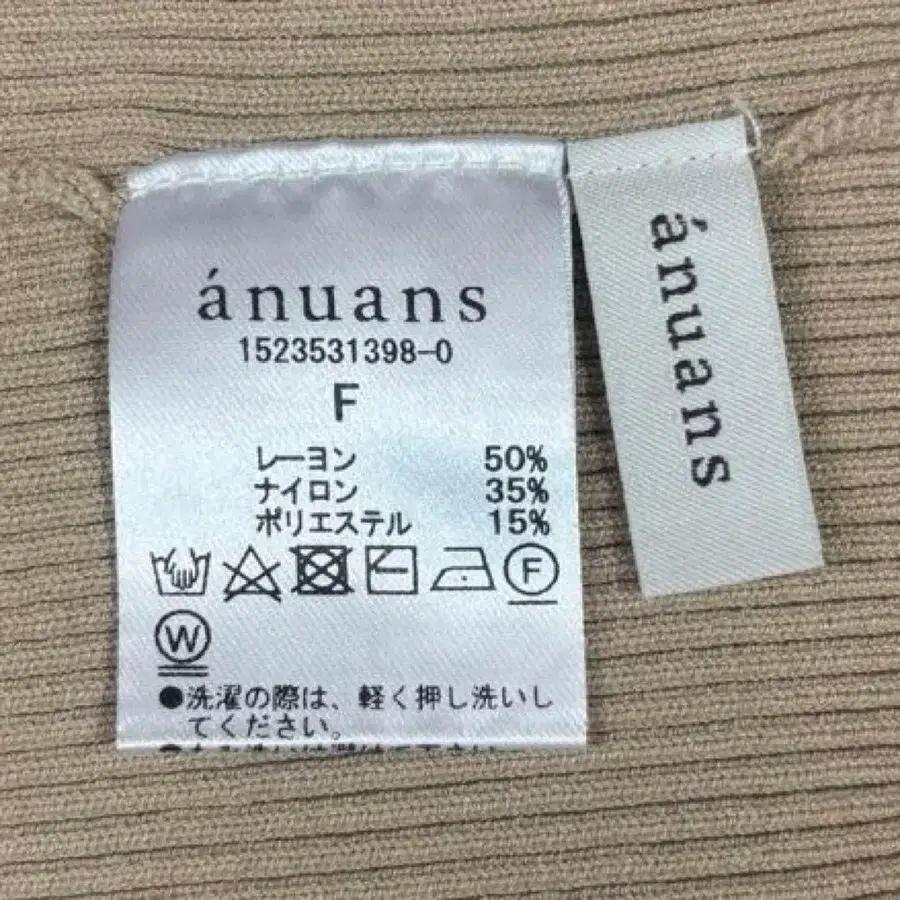 ánuans
1523531398-0
F
レーヨン 50%
ナイロン 35%
ポリエステル 15%
F
W
●洗濯の際は、軽く押し洗いし
てください。
ánuans